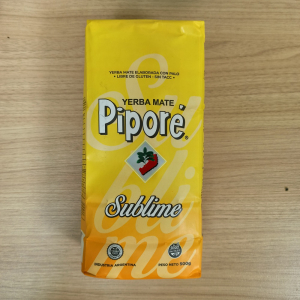 YERBA MATE ELABORADA CON PALO
• LIBRE DE GLUTEN - SIN TACC •
YERBA MATE
Piporé®
Sublime
INDUSTRIA ARGENTINA
PESO NETO 500g